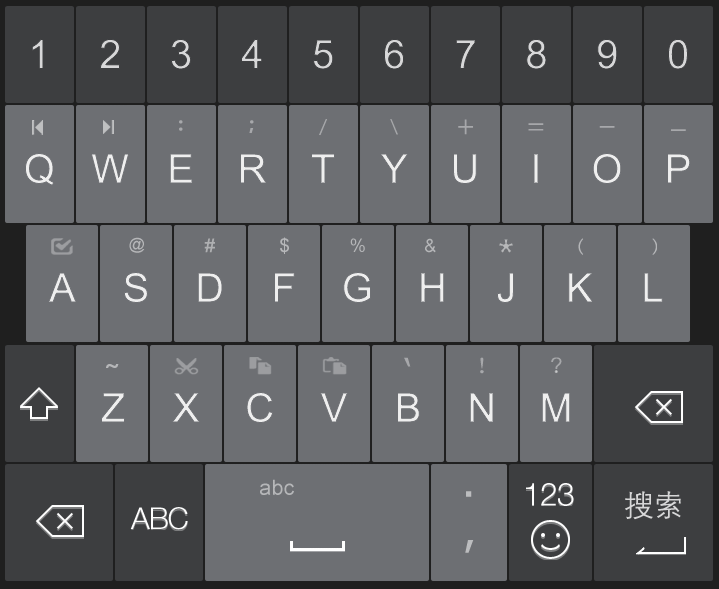 1 2 3 4 5 6 7 8 9 0
: ; / \ + = − _
Q W E R T Y U I O P
@ # $ % & * ( )
A S D F G H J K L
~ ` ! ?
Z X C V B N M
abc . 123 搜索
ABC ,